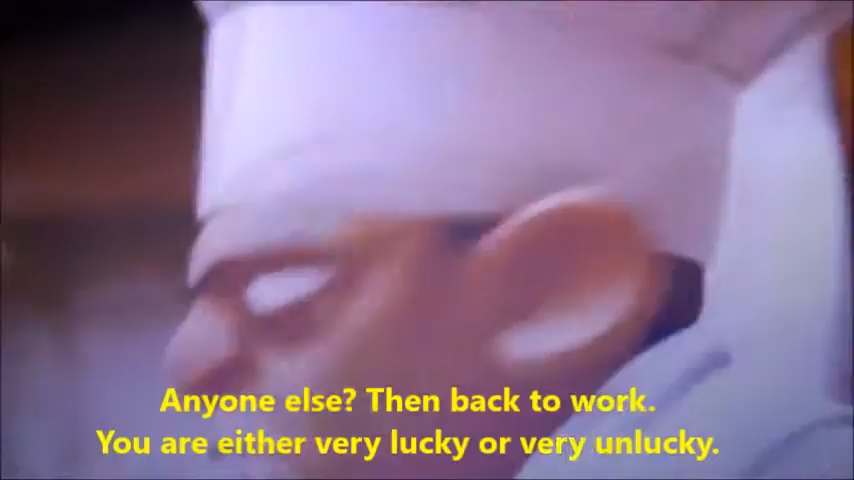 Anyone else? Then back to work.
You are either very lucky or very unlucky.